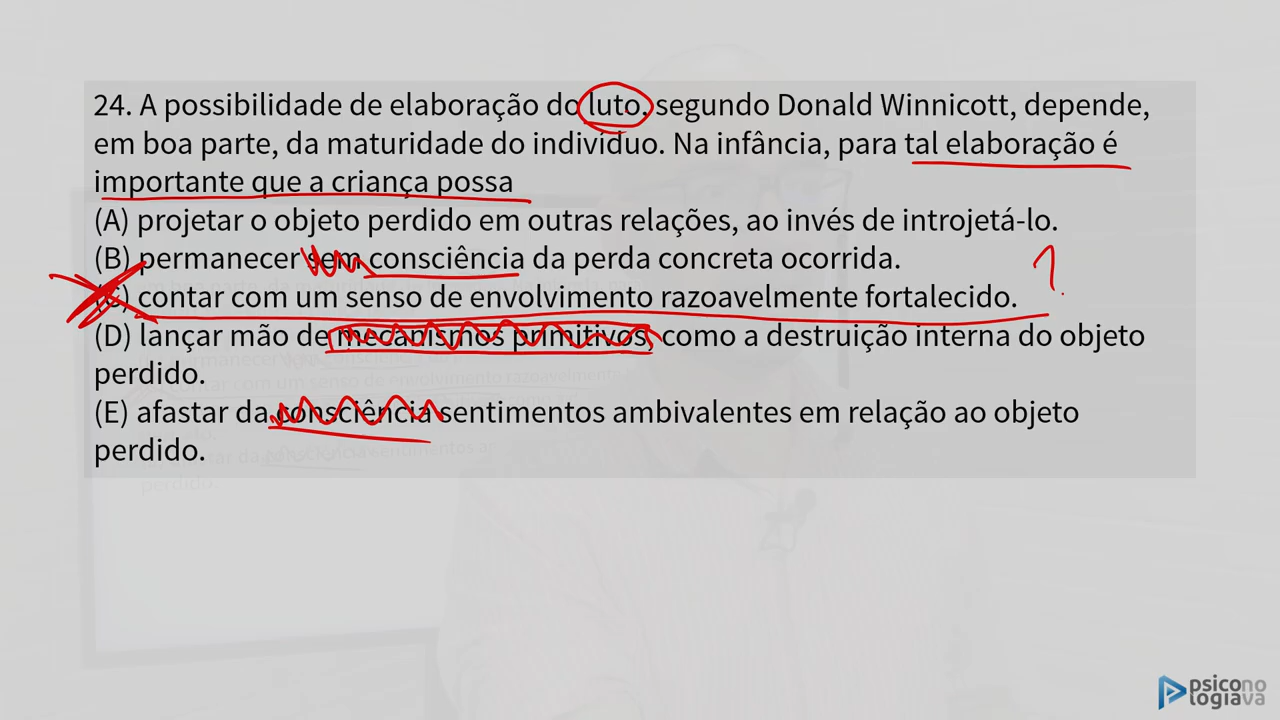 24. A possibilidade de elaboração do luto, segundo Donald Winnicott, depende,
em boa parte, da maturidade do indivíduo. Na infância, para tal elaboração é
importante que a criança possa
(A) projetar o objeto perdido em outras relações, ao invés de introjetá-lo.
(B) permanecer sem consciência da perda concreta ocorrida.
(C) contar com um senso de envolvimento razoavelmente fortalecido.
(D) lançar mão de mecanismos primitivos, como a destruição interna do objeto
perdido.
(E) afastar da consciência sentimentos ambivalentes em relação ao objeto
perdido.
psicono
logiava